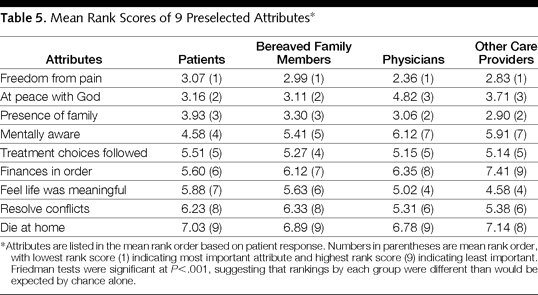 Table 5. Mean Rank Scores of 9 Preselected Attributes*
Attributes Patients Bereaved Family Members Physicians Other Care Providers
Freedom from pain 3.07 (1) 2.99 (1) 2.36 (1) 2.83 (1)
At peace with God 3.16 (2) 3.11 (2) 4.82 (3) 3.71 (3)
Presence of family 3.93 (3) 3.30 (3) 3.06 (2) 2.90 (2)
Mentally aware 4.58 (4) 5.41 (5) 6.12 (7) 5.91 (7)
Treatment choices followed 5.51 (5) 5.27 (4) 5.15 (5) 5.14 (5)
Finances in order 5.60 (6) 6.12 (7) 6.35 (8) 7.41 (9)
Feel life was meaningful 5.88 (7) 5.63 (6) 5.02 (4) 4.58 (4)
Resolve conflicts 6.23 (8) 6.33 (8) 5.31 (6) 5.38 (6)
Die at home 7.03 (9) 6.89 (9) 6.78 (9) 7.14 (8)
*Attributes are listed in the mean rank order based on patient response. Numbers in parentheses are mean rank order,
with lowest rank score (1) indicating most important attribute and highest rank score (9) indicating least important.
Friedman tests were significant at P<.001, suggesting that rankings by each group were different than would be
expected by chance alone.